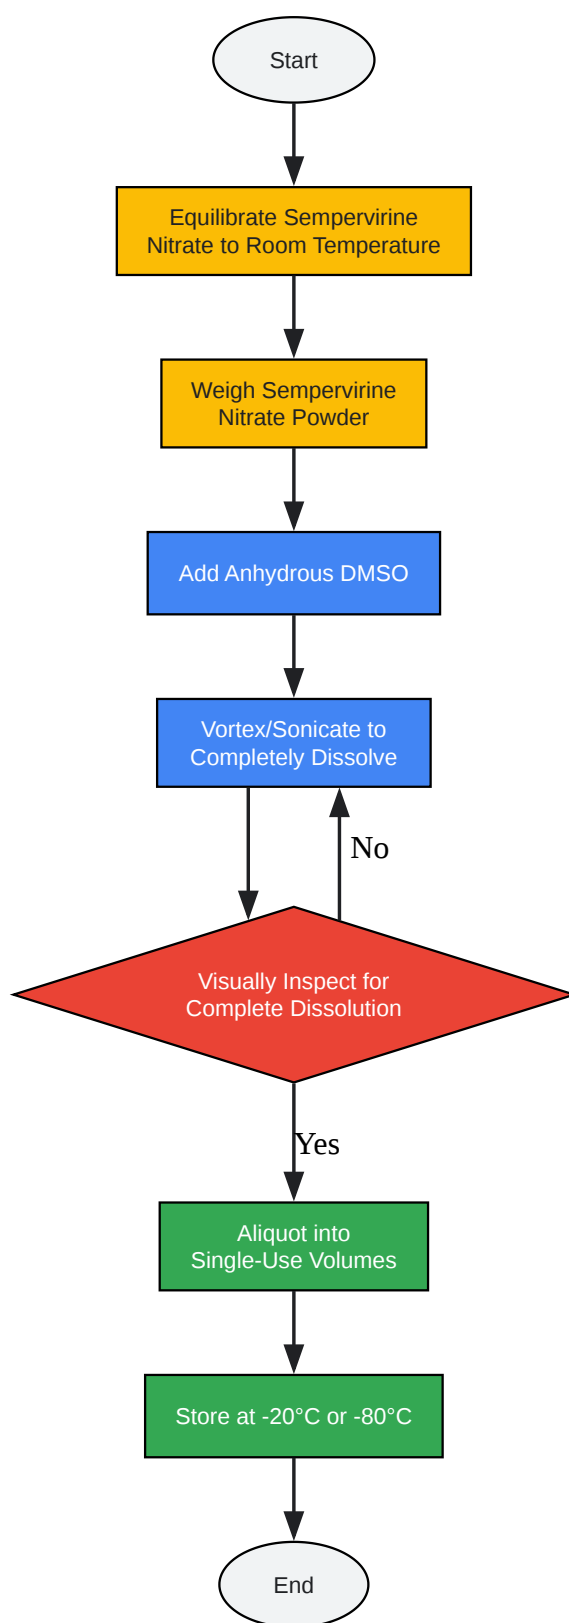 Start
Equilibrate Sempervirine
Nitrate to Room Temperature
Weigh Sempervirine
Nitrate Powder
Add Anhydrous DMSO
Vortex/Sonicate to
Completely Dissolve
No
Visually Inspect for
Complete Dissolution
Yes
Aliquot into
Single-Use Volumes
Store at -20°C or -80°C
End